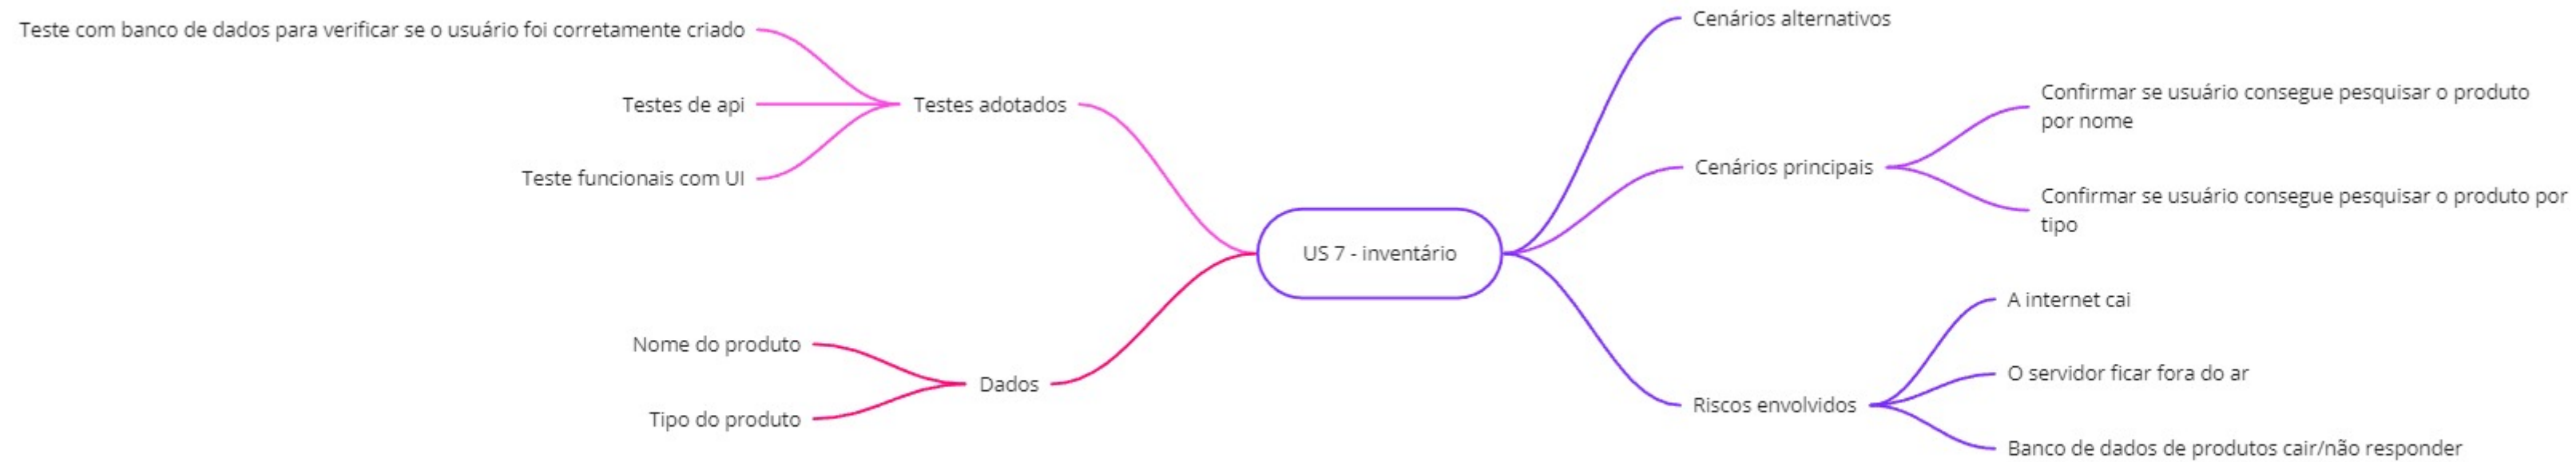 Teste com banco de dados para verificar se o usuário foi corretamente criado
Testes de api
Teste funcionais com UI
Testes adotados
Nome do produto
Tipo do produto
Dados
US 7 - inventário
Cenários alternativos
Cenários principais
Confirmar se usuário consegue pesquisar o produto
por nome
Confirmar se usuário consegue pesquisar o produto por
tipo
Riscos envolvidos
A internet cai
O servidor ficar fora do ar
Banco de dados de produtos cair/não responder